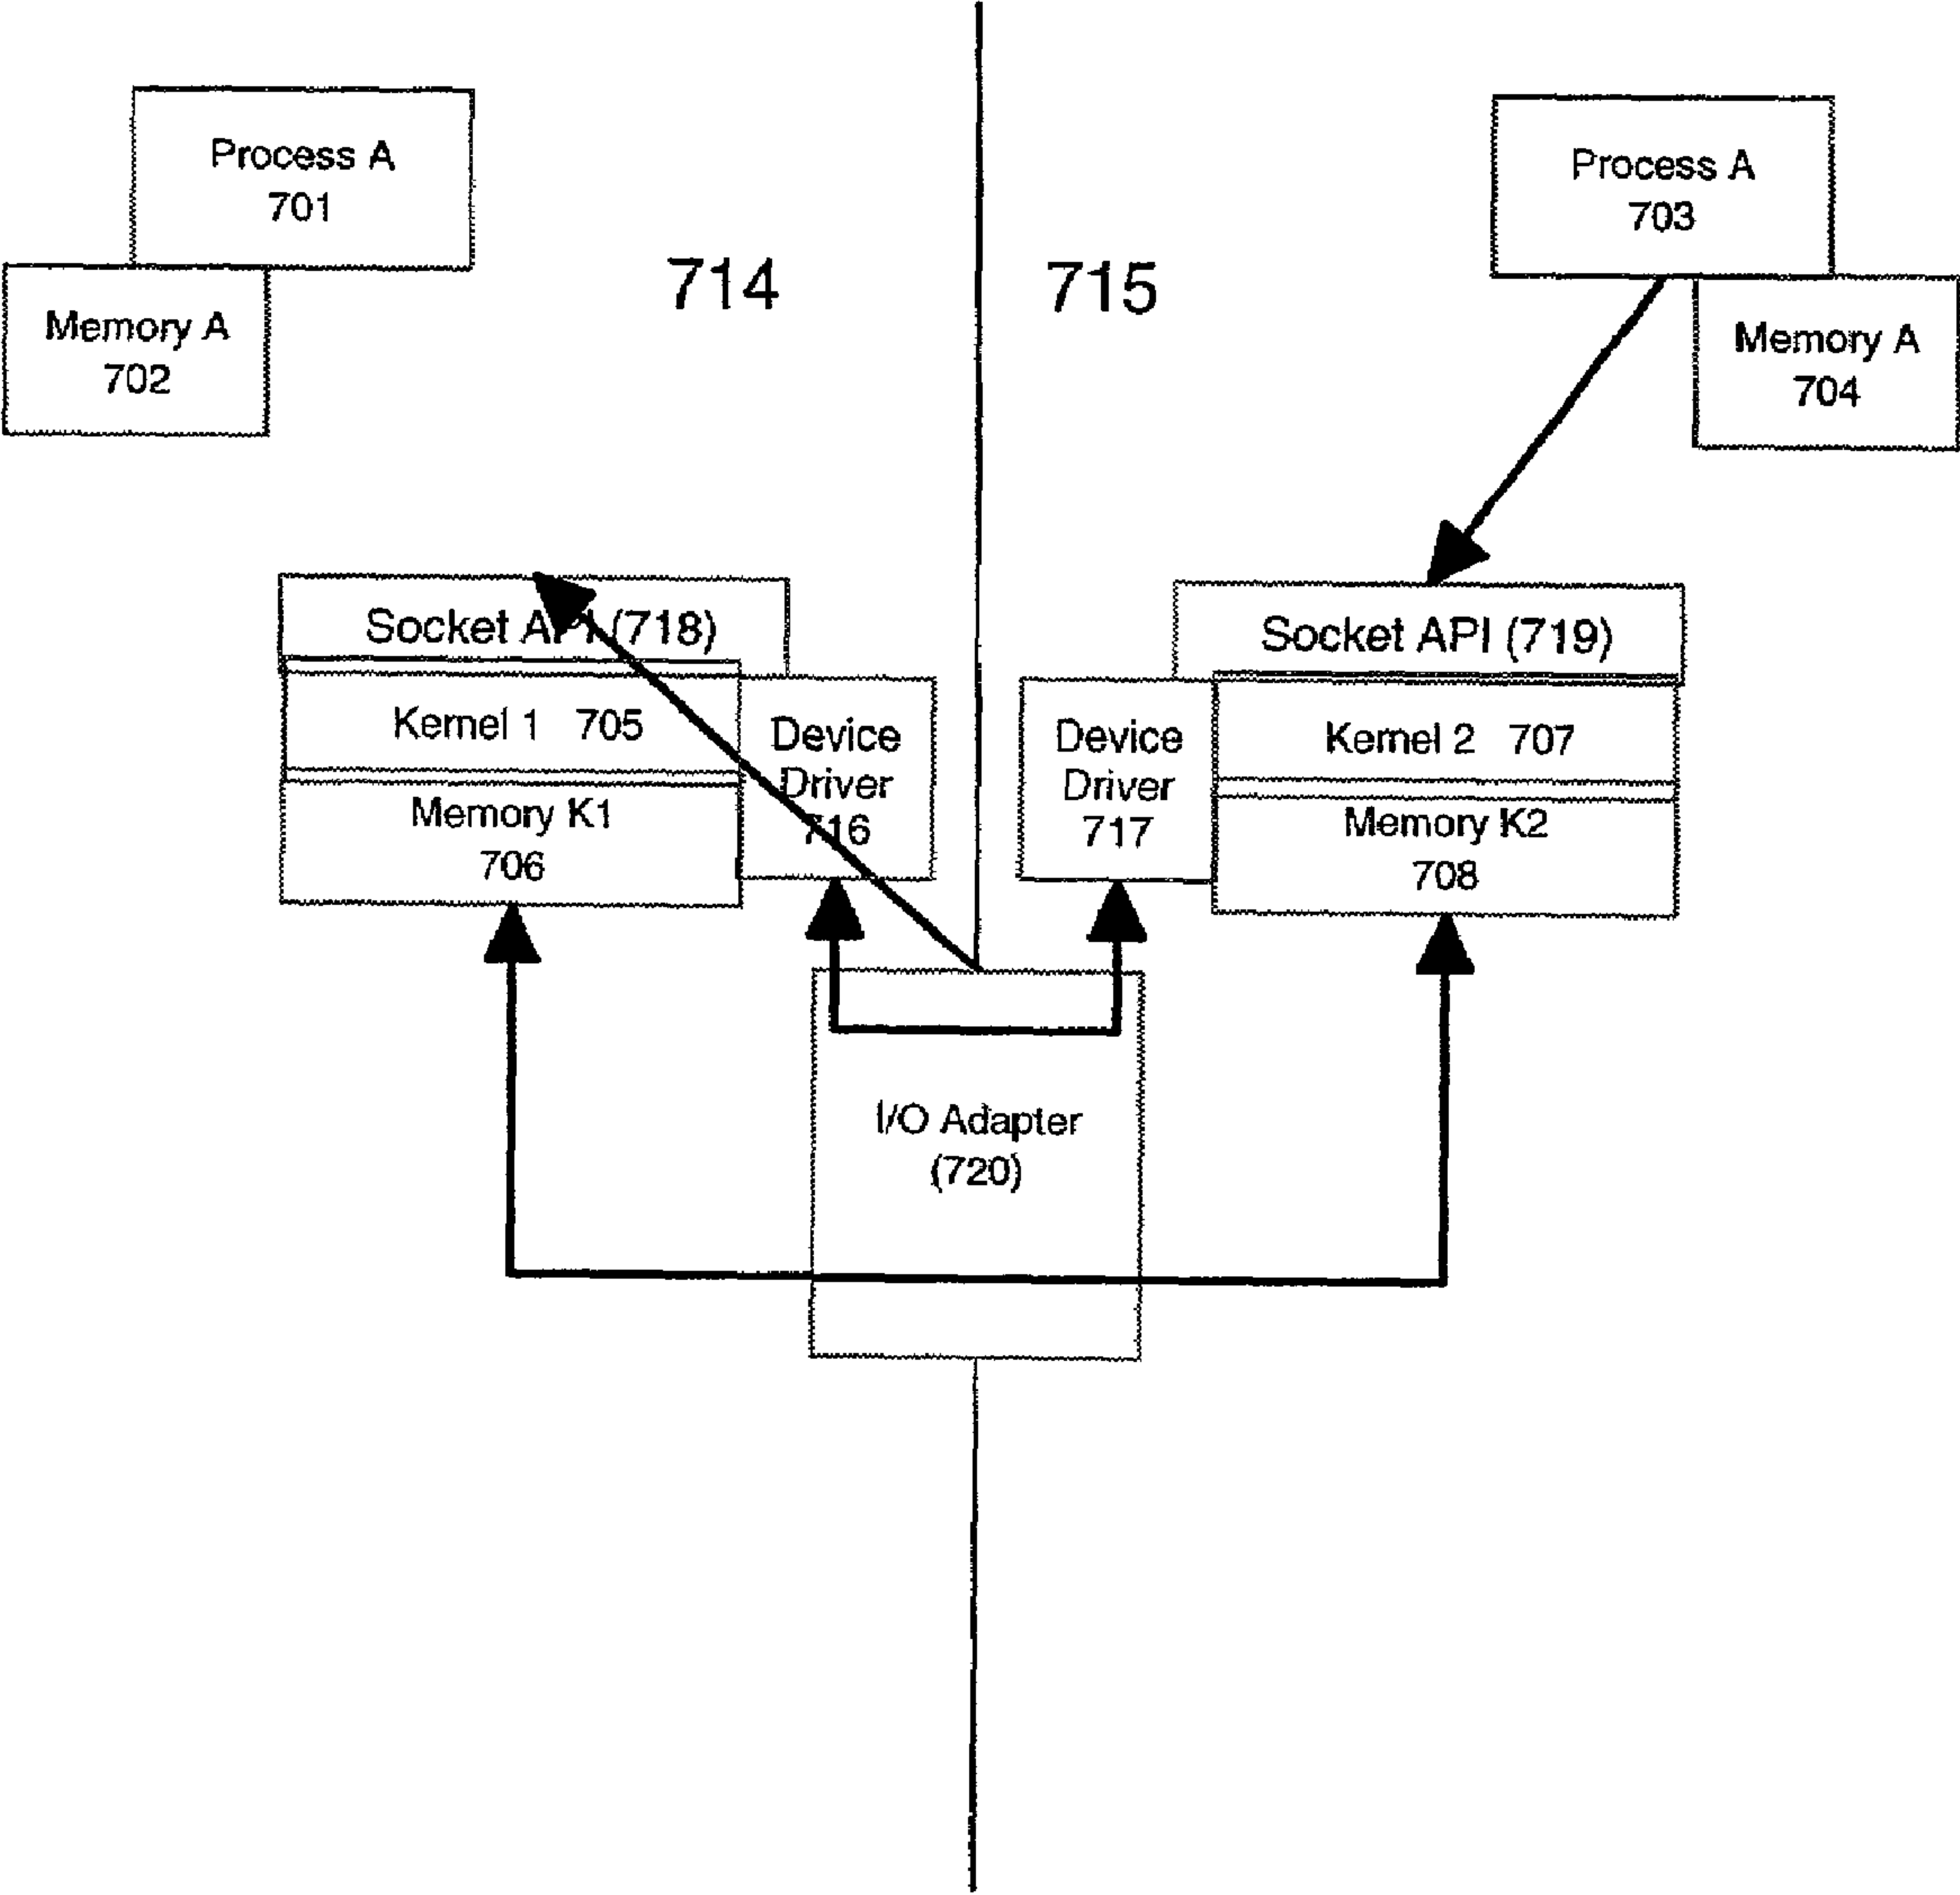 Process A
701
Memory A
702
714
715
Process A
703
Memory A
704
Socket API (718)
Kernel 1 705
Memory K1
706
Device
Driver
716
Socket API (719)
Device
Driver
717
Kernel 2 707
Memory K2
708
I/O Adapter
(720)